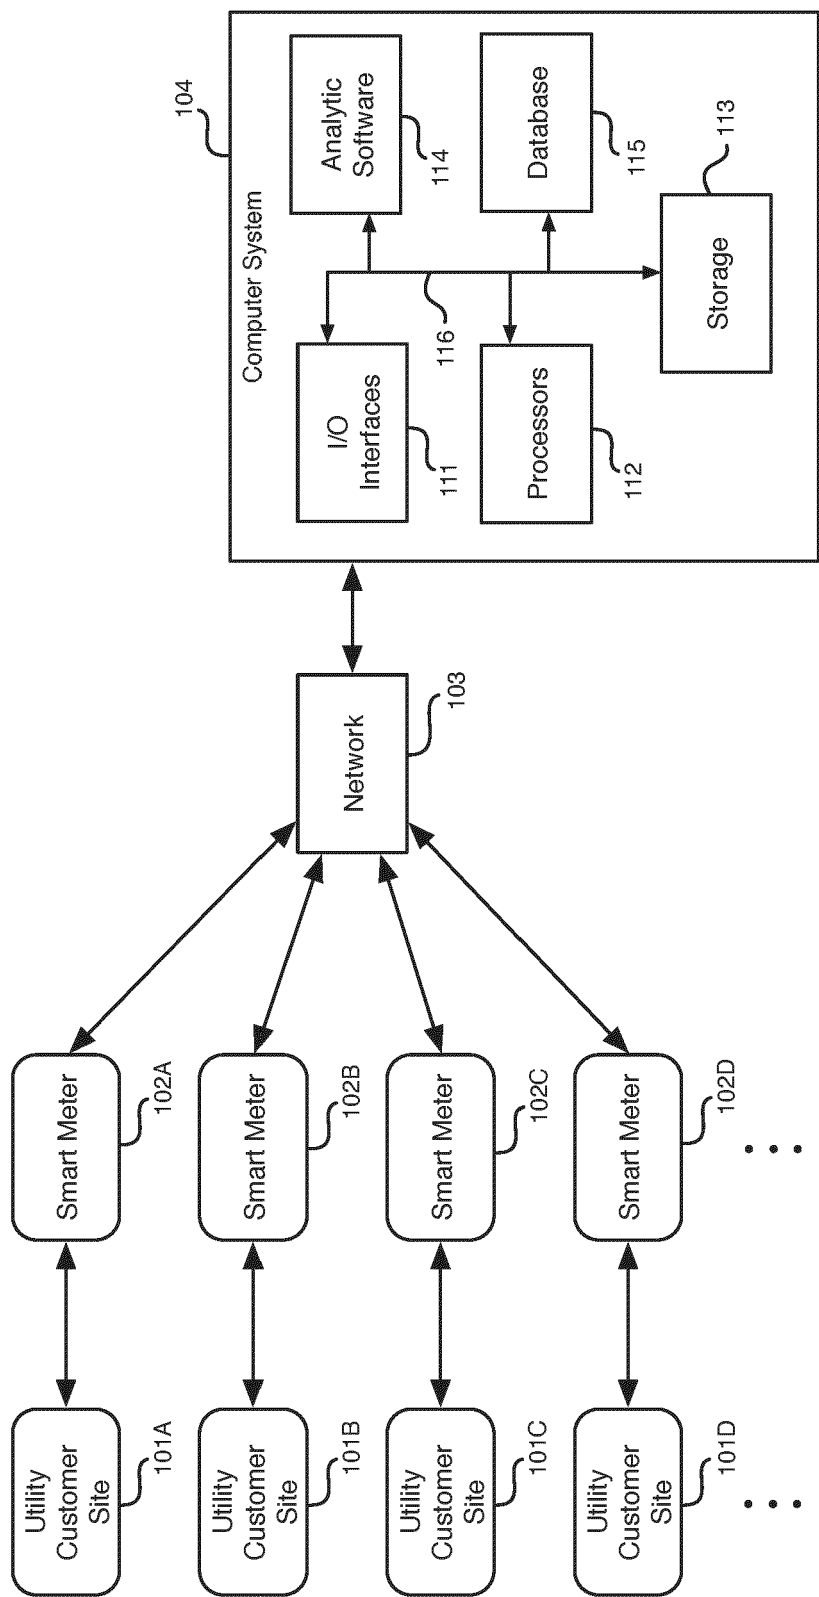 Utility
Customer
Site
101A
Smart Meter
102A
Utility
Customer
Site
101B
Smart Meter
102B
Utility
Customer
Site
101C
Smart Meter
102C
Utility
Customer
Site
101D
Smart Meter
102D
Network
103
104
Computer System
I/O
Interfaces
111
Analytic
Software
114
116
Processors
112
Database
115
Storage
113